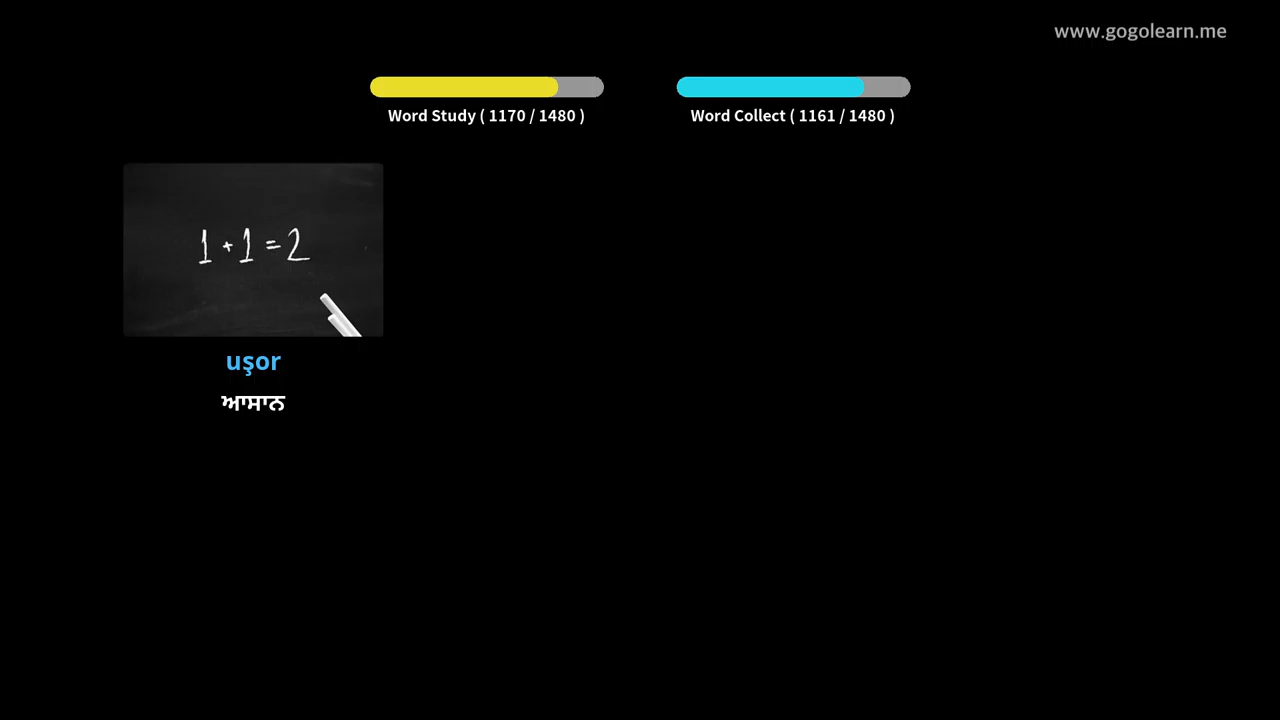 www.gogolearn.me
Word Study ( 1170 / 1480 )
Word Collect ( 1161 / 1480 )
1 + 1 = 2
uşor
ਆਸਾਨ